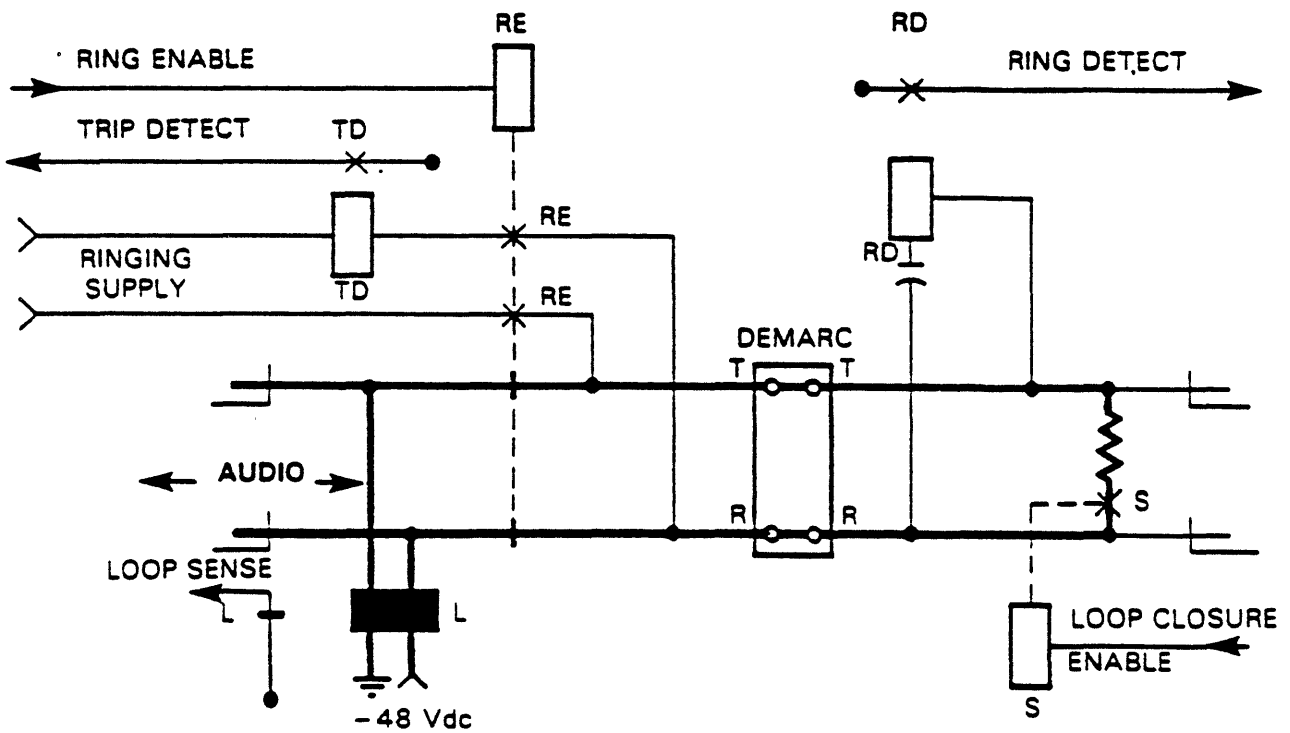 RE
RD
RING ENABLE
RING DETECT
TRIP DETECT
TD
RE
RD
RINGING
SUPPLY
TD
RE
DEMARC
T
T
AUDIO
R
R
S
LOOP SENSE
L
L
LOOP CLOSURE
ENABLE
S
-48 Vdc